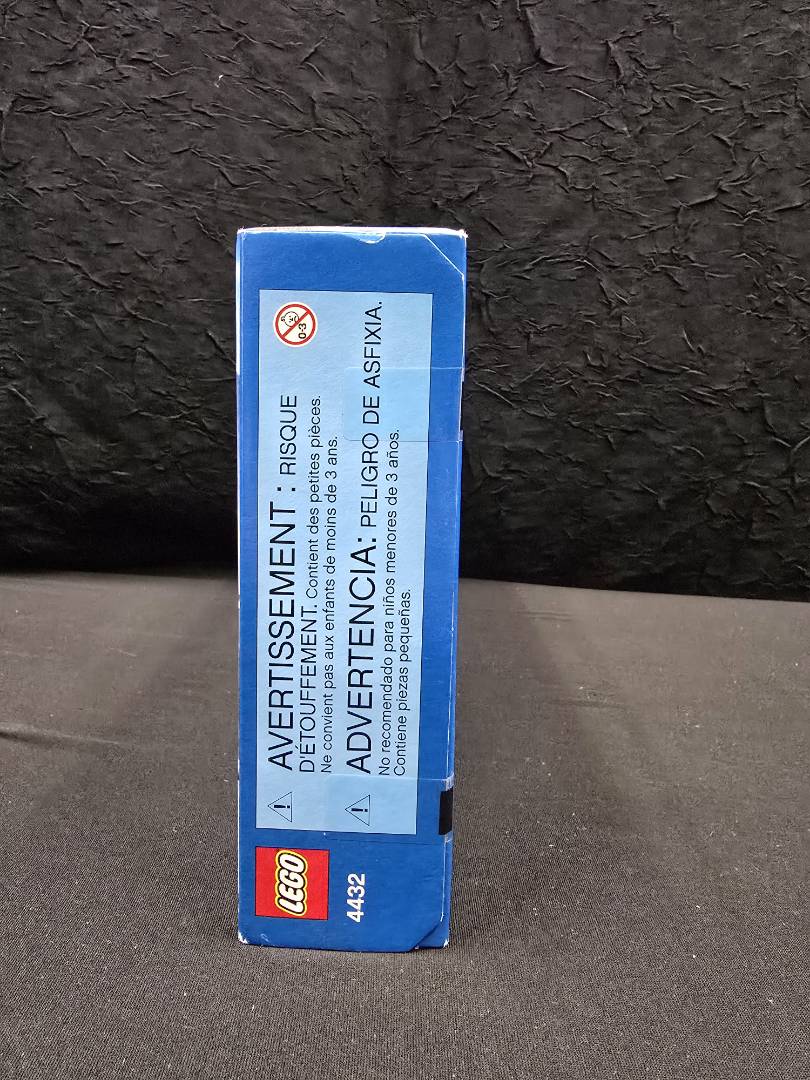 0-3
AVERTISSEMENT : RISQUE
D'ÉTOUFFEMENT. Contient des petites pièces.
Ne convient pas aux enfants de moins de 3 ans.
ADVERTENCIA: PELIGRO DE ASFIXIA.
No recomendado para niños menores de 3 años.
Contiene piezas pequeñas.
LEGO
4432